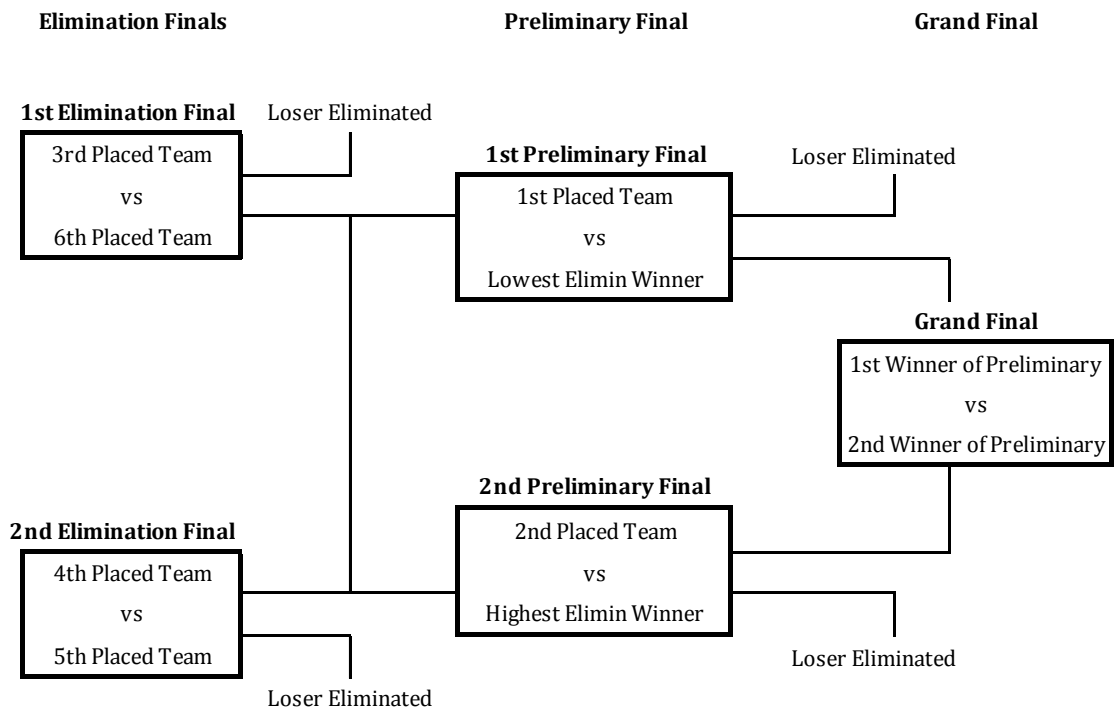 Elimination Finals
Preliminary Final
Grand Final
1st Elimination Final
Loser Eliminated
3rd Placed Team
vs
6th Placed Team
1st Preliminary Final
Loser Eliminated
1st Placed Team
vs
Lowest Elimin Winner
Grand Final
1st Winner of Preliminary
vs
2nd Winner of Preliminary
2nd Elimination Final
4th Placed Team
vs
5th Placed Team
Loser Eliminated
2nd Preliminary Final
2nd Placed Team
vs
Highest Elimin Winner
Loser Eliminated